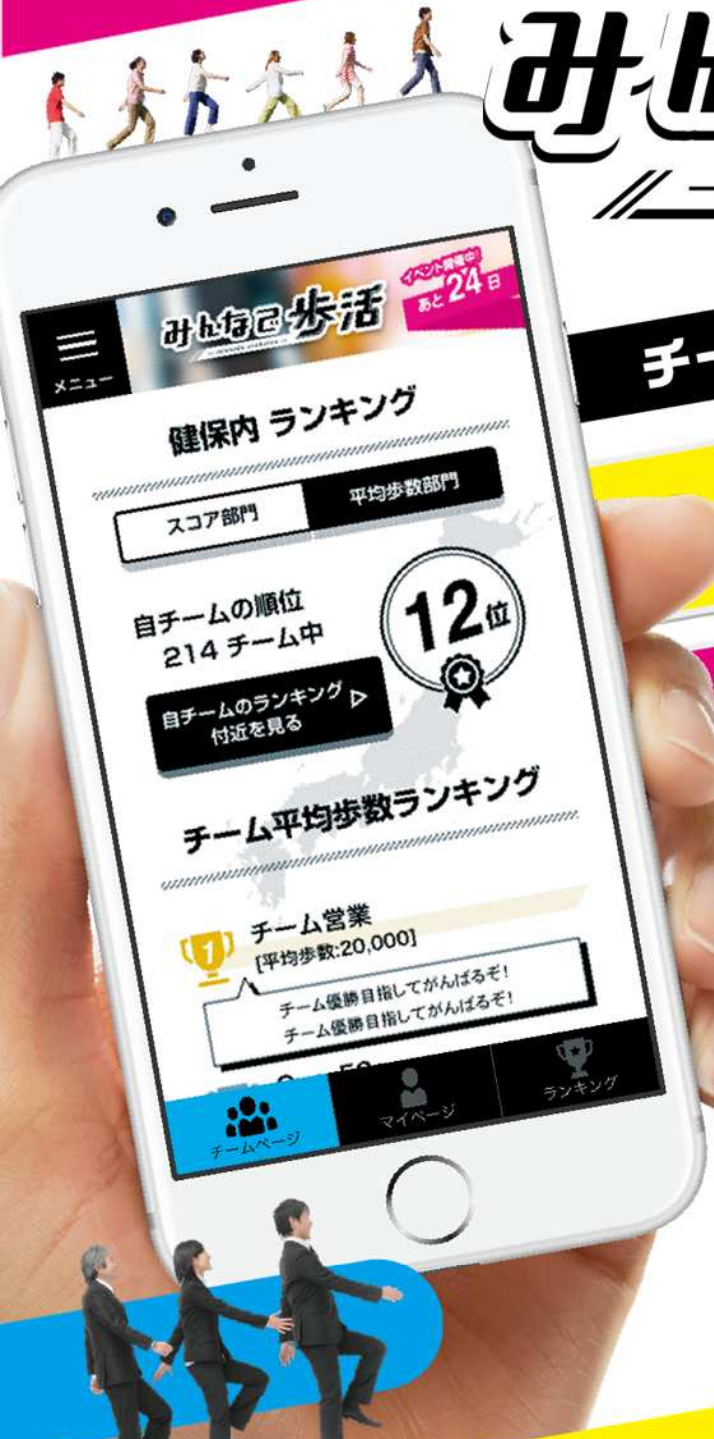 みん
メニュー
みんなで歩活
イベント開催中!
あと24日
チー
健保内 ランキング
スコア部門
平均歩数部門
自チームの順位
214 チーム中
12位
自チームのランキング
付近を見る
チーム平均歩数ランキング
1
チーム営業
[平均歩数:20,000]
チーム優勝目指してがんばるぞ!
チーム優勝目指してがんばるぞ!
チームページ
マイページ
ランキング